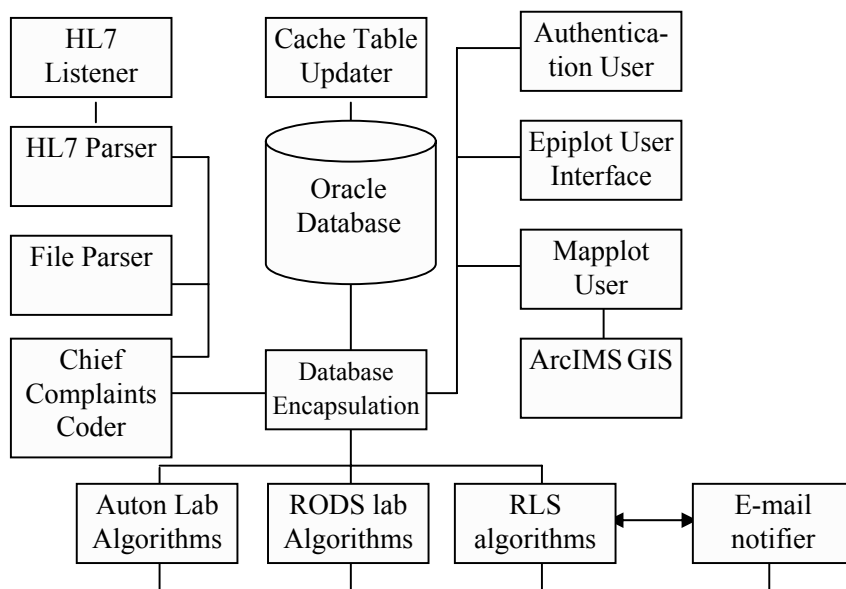 HL7
Listener
Cache Table
Updater
Authentica-
tion User
HL7 Parser
Epiplot User
Interface
Oracle
Database
File Parser
Mapplot
User
Chief
Complaints
Coder
Database
Encapsulation
ArcIMS GIS
Auton Lab
Algorithms
RODS lab
Algorithms
RLS
algorithms
E-mail
notifier